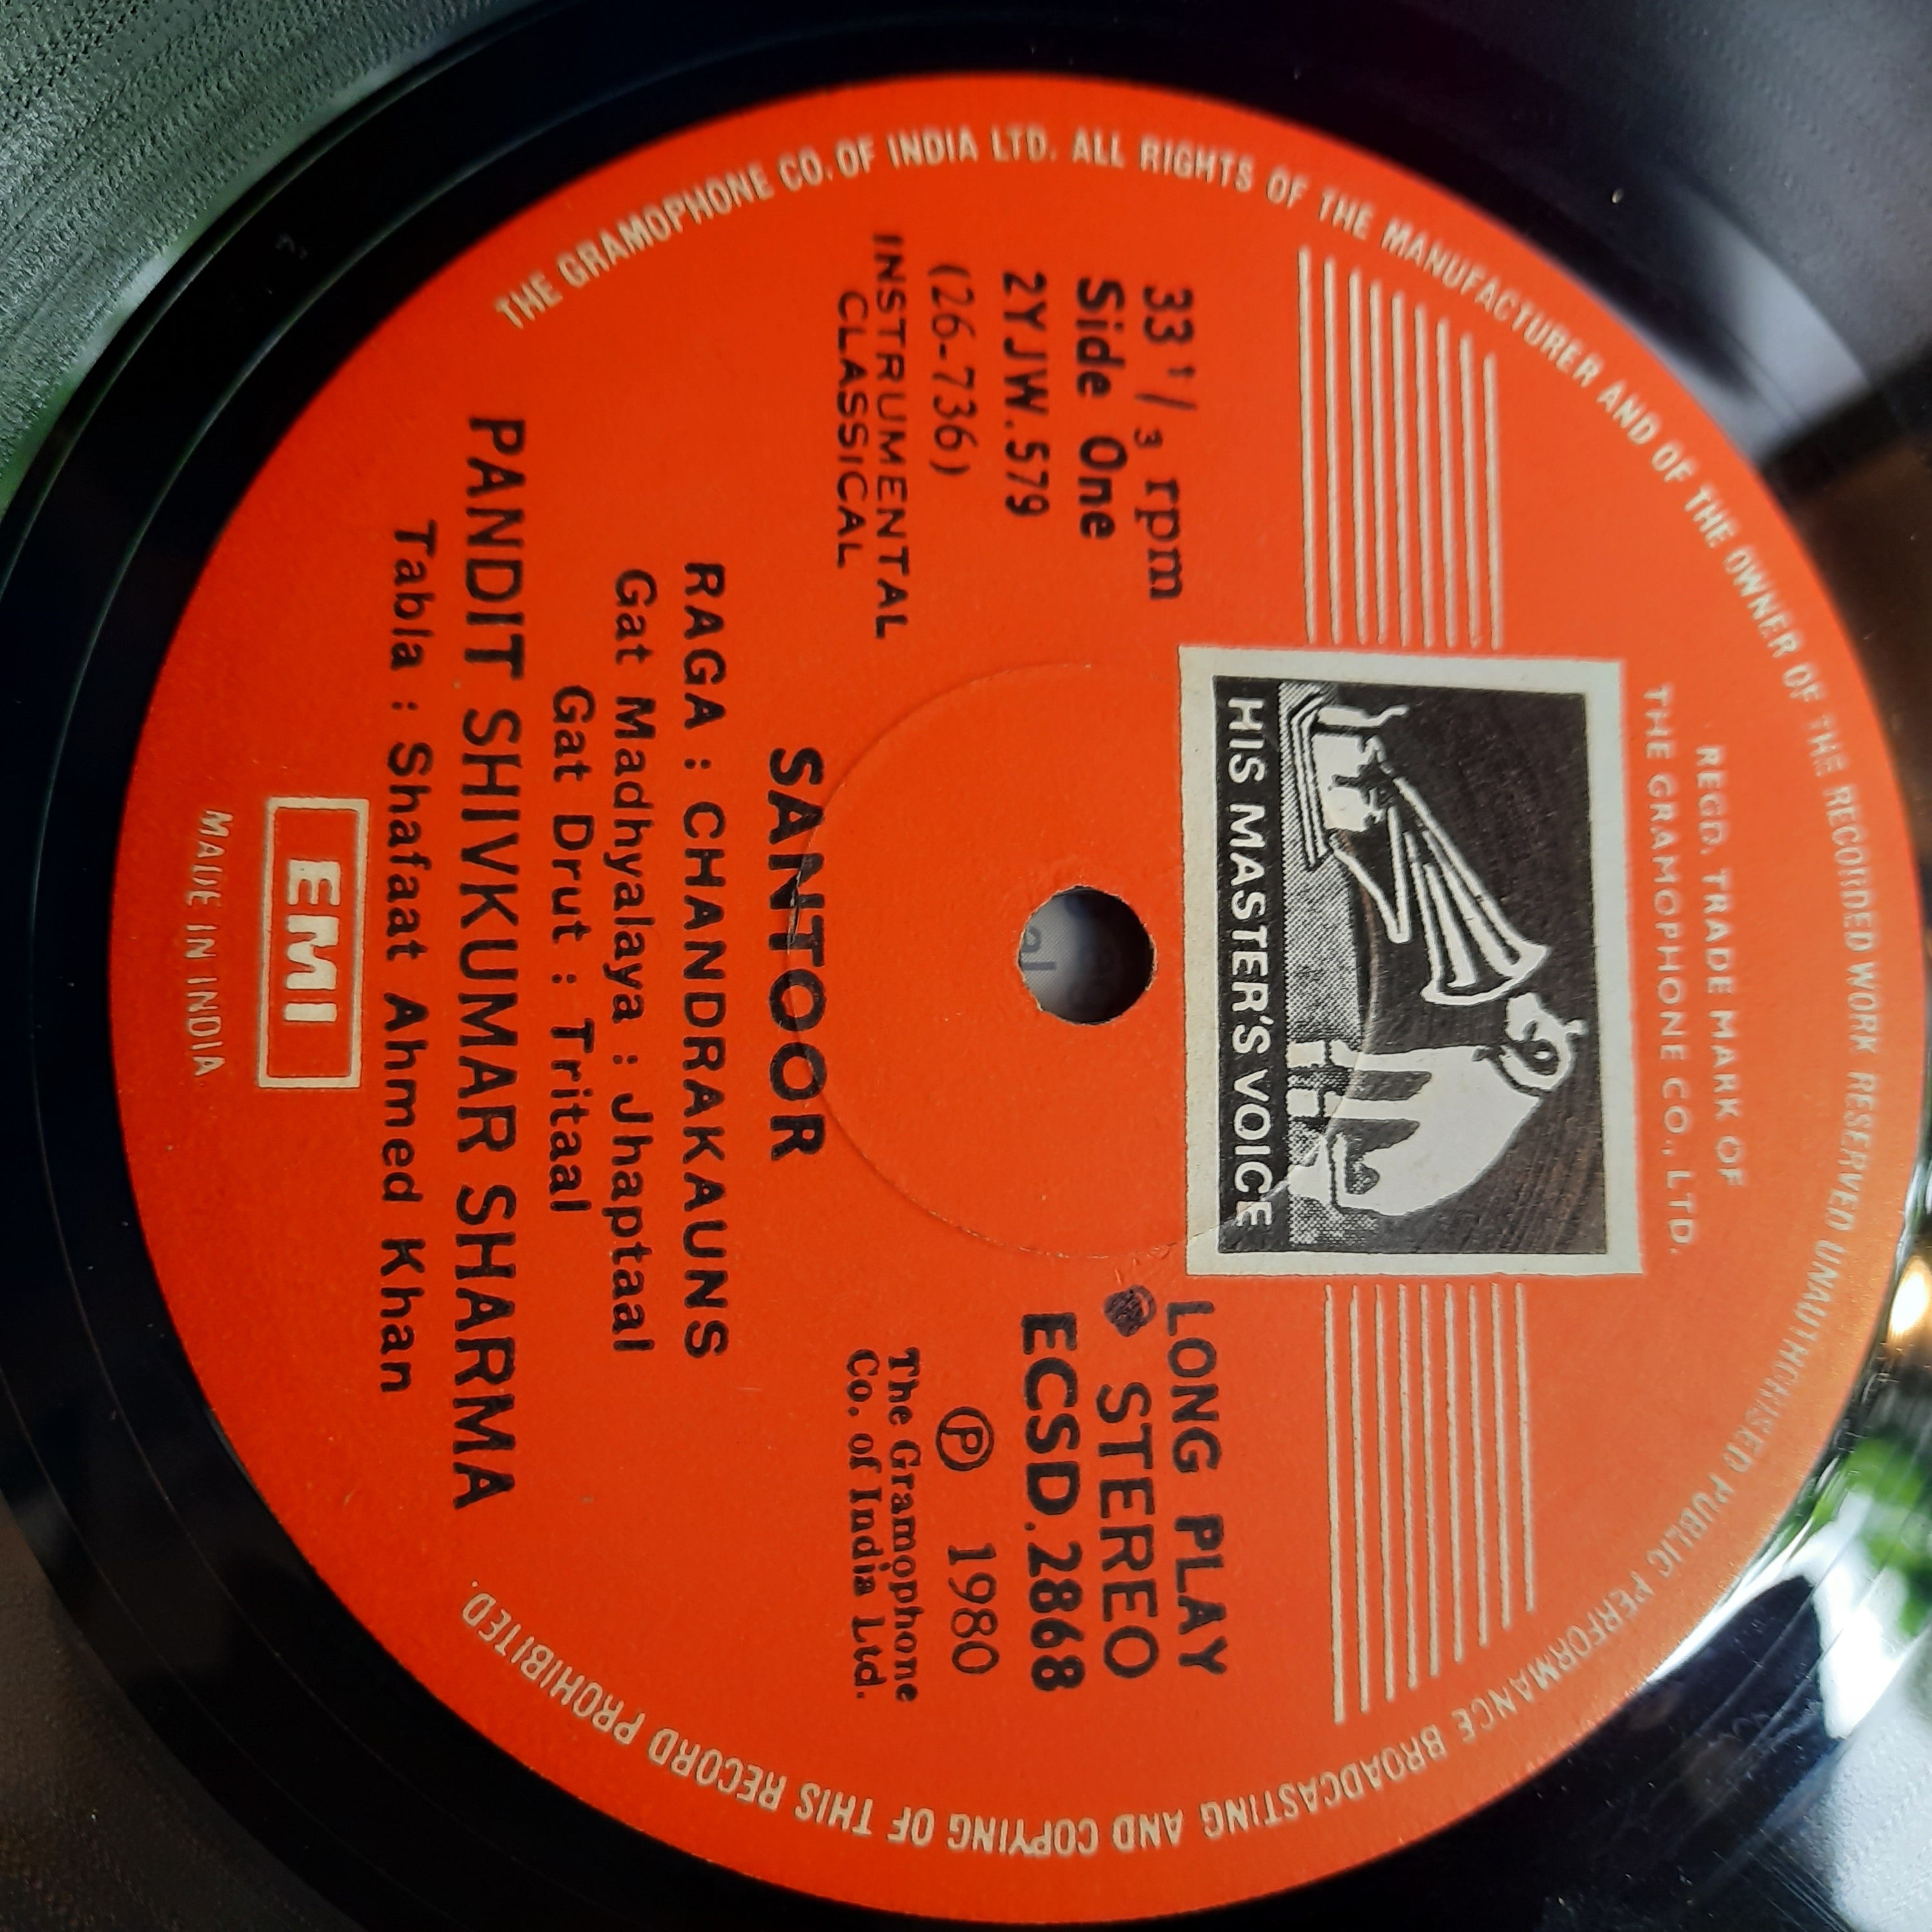 THE GRAMOPHONE CO. OF INDIA LTD. ALL RIGHTS OF THE MANUFACTURER AND OF THE OWNER OF THE RECORDED WORK RESERVED UNAUTHORISED PUBLIC PERFORMANCE BROADCASTING AND COPYING OF THIS RECORD PROHIBITED.
REGD. TRADE MARK OF
THE GRAMOPHONE CO., LTD.
HIS MASTER'S VOICE
33 1/3 rpm
Side One
2YJW.579
(26-736)
INSTRUMENTAL
CLASSICAL
LONG PLAY
STEREO
ECSD.2868
Ⓟ 1980
The Gramophone
Co. of India Ltd.
SANTOOR
RAGA : CHANDRAKAUNS
Gat Madhyalaya : Jhaptaal
Gat Drut : Tritaal
PANDIT SHIVKUMAR SHARMA
Tabla : Shafaat Ahmed Khan
EMI
MADE IN INDIA